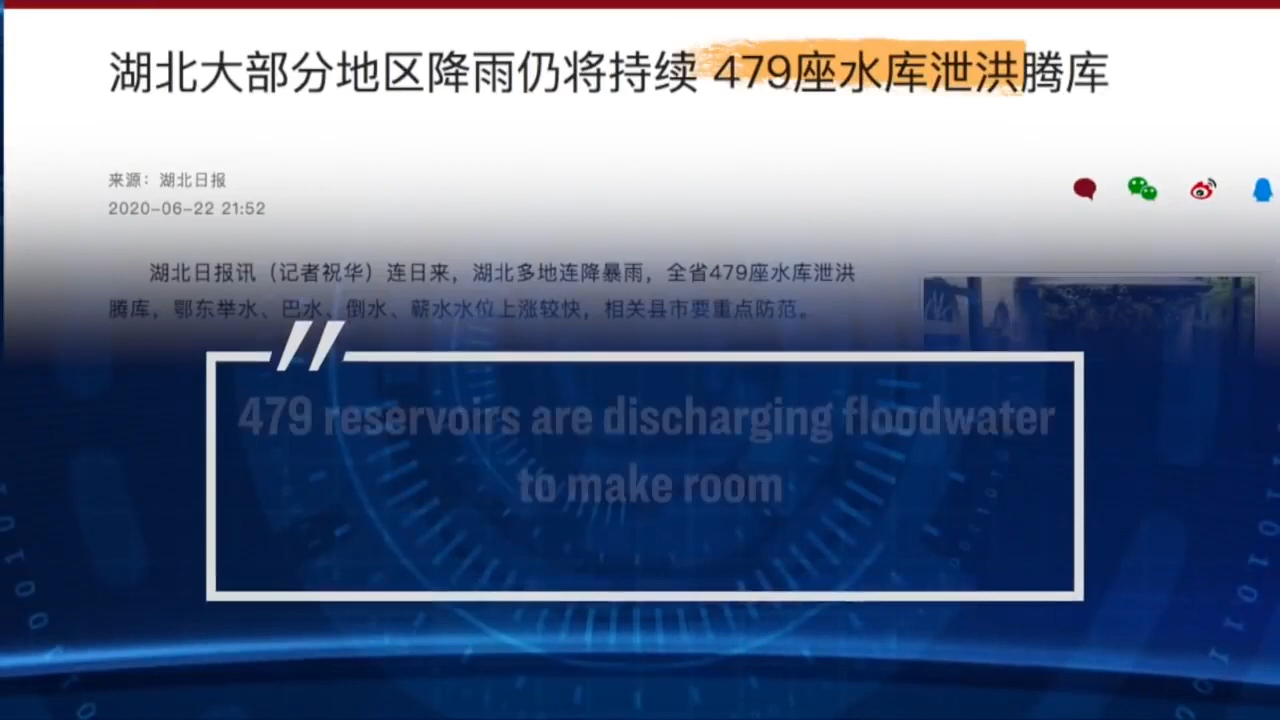 湖北大部分地区降雨仍将持续 479座水库泄洪腾库
来源：湖北日报
2020-06-22 21:52
湖北日报讯（记者祝华）连日来，湖北多地连降暴雨，全省479座水库泄洪
腾库，鄂东举水、巴水、倒水、蕲水水位上涨较快，相关县市要重点防范。
479 reservoirs are discharging floodwater
to make room